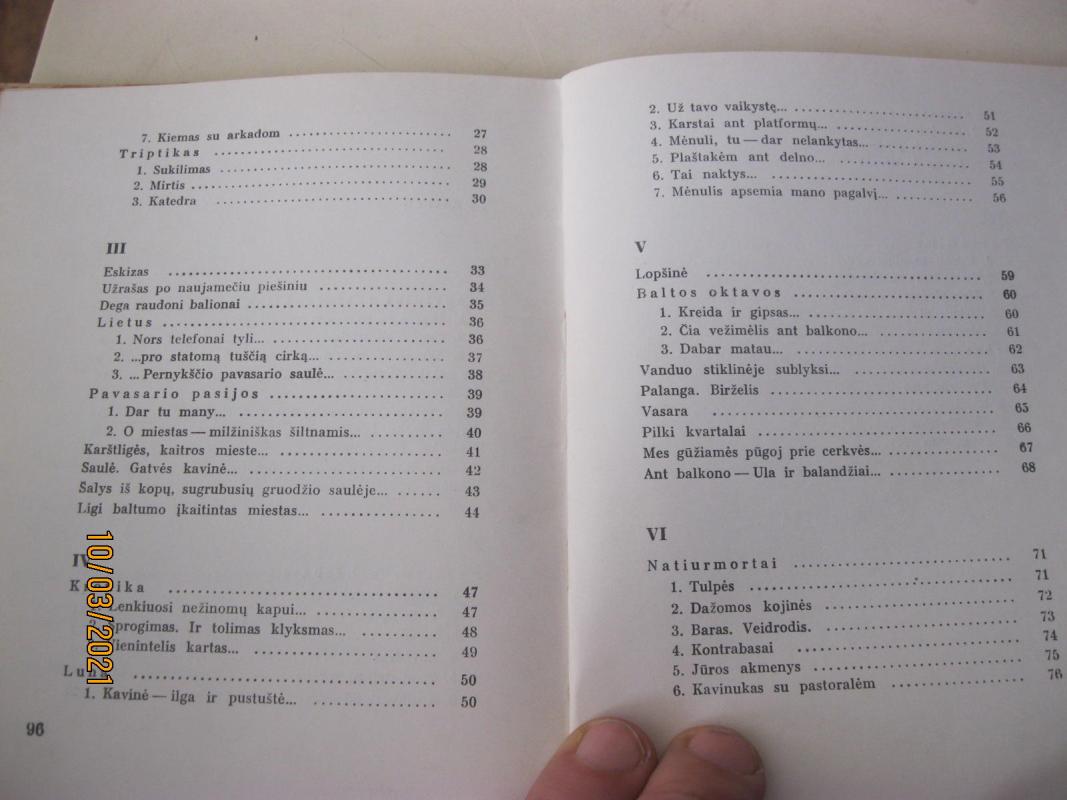 7. Kiemas su arkadom ........ 27
Triptikas ........ 28
1. Sukilimas ........ 28
2. Mirtis ........ 29
3. Katedra ........ 30
III
Eskizas ........ 33
Užrašas po naujamečiu piešiniu ........ 34
Dega raudoni balionai ........ 35
Lietus ........ 36
1. Nors telefonai tyli... ........ 36
2. ...pro statomą tuščią cirką... ........ 37
3. ...Pernykščio pavasario saulė... ........ 38
Pavasario pasijos ........ 39
1. Dar tu many... ........ 39
2. O miestas — milžiniškas šiltnamis... ........ 40
Karštligės, kaitros mieste... ........ 41
Saulė. Gatvės kavinė... ........ 42
Šalys iš kopų, sugrubusių gruodžio saulėje... ...... 43
Ligi baltumo įkaitintas miestas... ........ 44
IV
........ 47
Lenkiuosi nežinomų kapui... ........ 47
2. Sprogimas. Ir tolimas klyksmas... ........ 48
Vienintelis kartas... ........ 49
........ 50
1. Kavinė — ilga ir pustuštė... ........ 50
96
10/03/2021
2. Už tavo vaikystę... ........ 51
3. Karstai ant platformų... ........ 52
4. Mėnuli, tu — dar nelankytas... ........ 53
5. Plaštakėm ant delno... ........ 54
6. Tai naktys... ........ 55
7. Mėnulis apsemia mano pagalvį... ........ 56
V
Lopšinė ........ 59
Baltos oktavos ........ 60
1. Kreida ir gipsas... ........ 60
2. Čia vežimėlis ant balkono... ........ 61
3. Dabar matau... ........ 62
Vanduo stiklinėje sublyksi... ........ 63
Palanga. Birželis ........ 64
Vasara ........ 65
Pilki kvartalai ........ 66
Mes gūžiamės pūgoj prie cerkvės... ........ 67
Ant balkono — Ula ir balandžiai... ........ 68
VI
Natiurmortai ........ 71
1. Tulpės ........ 71
2. Dažomos kojinės ........ 72
3. Baras. Veidrodis. ........ 73
4. Kontrabasai ........ 74
5. Jūros akmenys ........ 75
6. Kavinukas su pastoralėm ........ 76